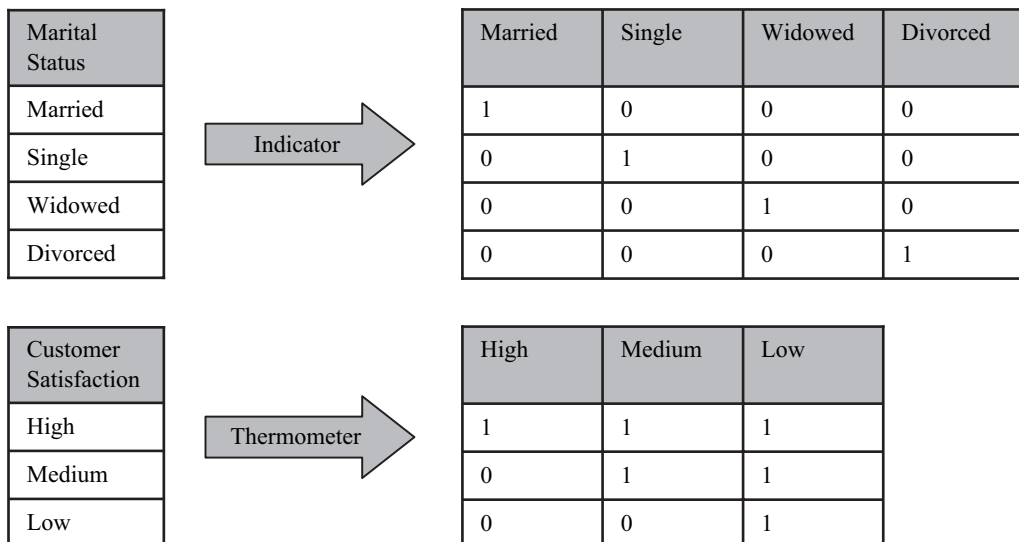 Marital
Status
Married
Single
Widowed
Divorced
Indicator
Married Single Widowed Divorced
1 0 0 0
0 1 0 0
0 0 1 0
0 0 0 1
Customer
Satisfaction
High
Medium
Low
Thermometer
High Medium Low
1 1 1
0 1 1
0 0 1